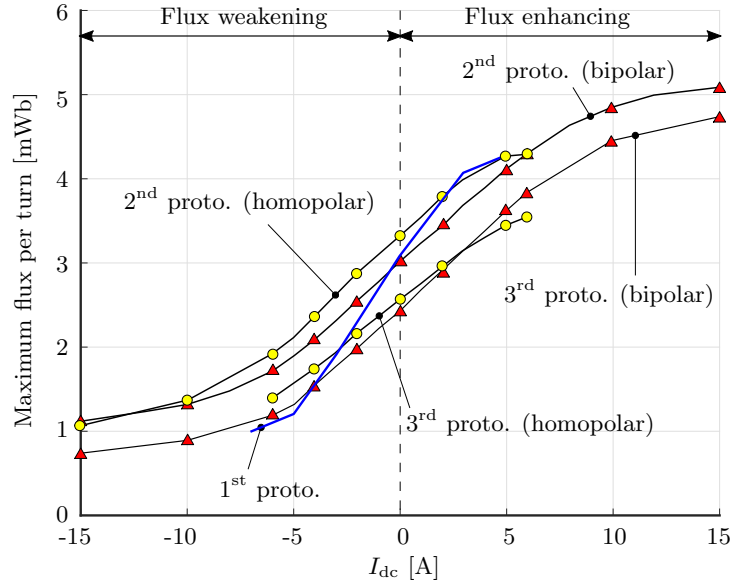 Flux weakening
Flux enhancing
2nd proto. (bipolar)
2nd proto. (homopolar)
3rd proto. (bipolar)
3rd proto. (homopolar)
1st proto.
Maximum flux per turn [mWb]
6
5
4
3
2
1
0
-15
-10
-5
0
5
10
15
Idc [A]